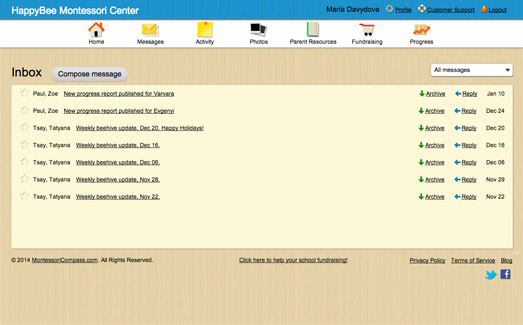 HappyBee Montessori Center Maria Davydova Profile Customer Support Logout
Home Messages Activity Photos Parent Resources Fundraising Progress
Inbox Compose message All messages
Paul, Zoe New progress report published for Varvara Archive Reply Jan 10
Paul, Zoe New progress report published for Evgenyi Archive Reply Dec 24
Tsay, Tatyana Weekly beehive update, Dec 20. Happy Holidays! Archive Reply Dec 20
Tsay, Tatyana Weekly beehive update, Dec 16. Archive Reply Dec 16
Tsay, Tatyana Weekly beehive update, Dec 06. Archive Reply Dec 06
Tsay, Tatyana Weekly beehive update, Nov 28. Archive Reply Nov 29
Tsay, Tatyana Weekly beehive update, Nov 22. Archive Reply Nov 22
© 2014 MontessoriCompass.com. All Rights Reserved. Click here to help your school fundraising! Privacy Policy Terms of Service Blog